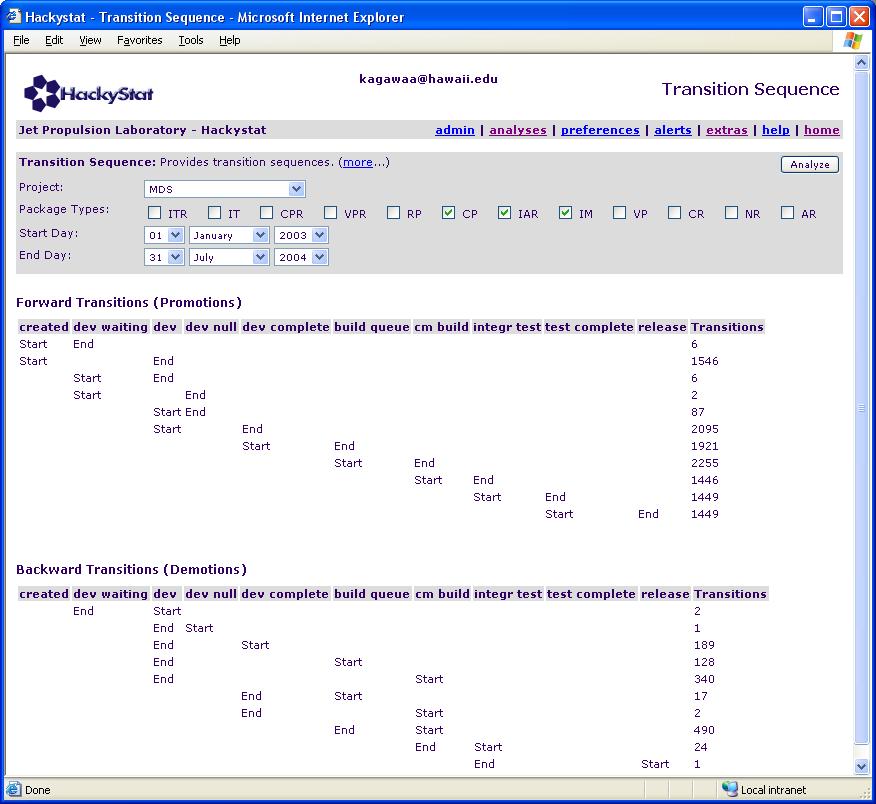 Hackystat - Transition Sequence - Microsoft Internet Explorer
File Edit View Favorites Tools Help
HackyStat kagawaa@hawaii.edu Transition Sequence
Jet Propulsion Laboratory - Hackystat admin | analyses | preferences | alerts | extras | help | home
Transition Sequence: Provides transition sequences. (more...) Analyze
Project: MDS
Package Types: ITR IT CPR VPR RP CP IAR IM VP CR NR AR
Start Day: 01 January 2003
End Day: 31 July 2004
Forward Transitions (Promotions)
created dev waiting dev dev null dev complete build queue cm build integr test test complete release Transitions
Start End 6
Start End 1546
Start End 6
Start End 2
Start End 87
Start End 2095
Start End 1921
Start End 2255
Start End 1446
Start End 1449
Start End 1449
Backward Transitions (Demotions)
created dev waiting dev dev null dev complete build queue cm build integr test test complete release Transitions
End Start 2
End Start 1
End Start 189
End Start 128
End Start 340
End Start 17
End Start 2
End Start 490
End Start 24
End Start 1
Done Local intranet